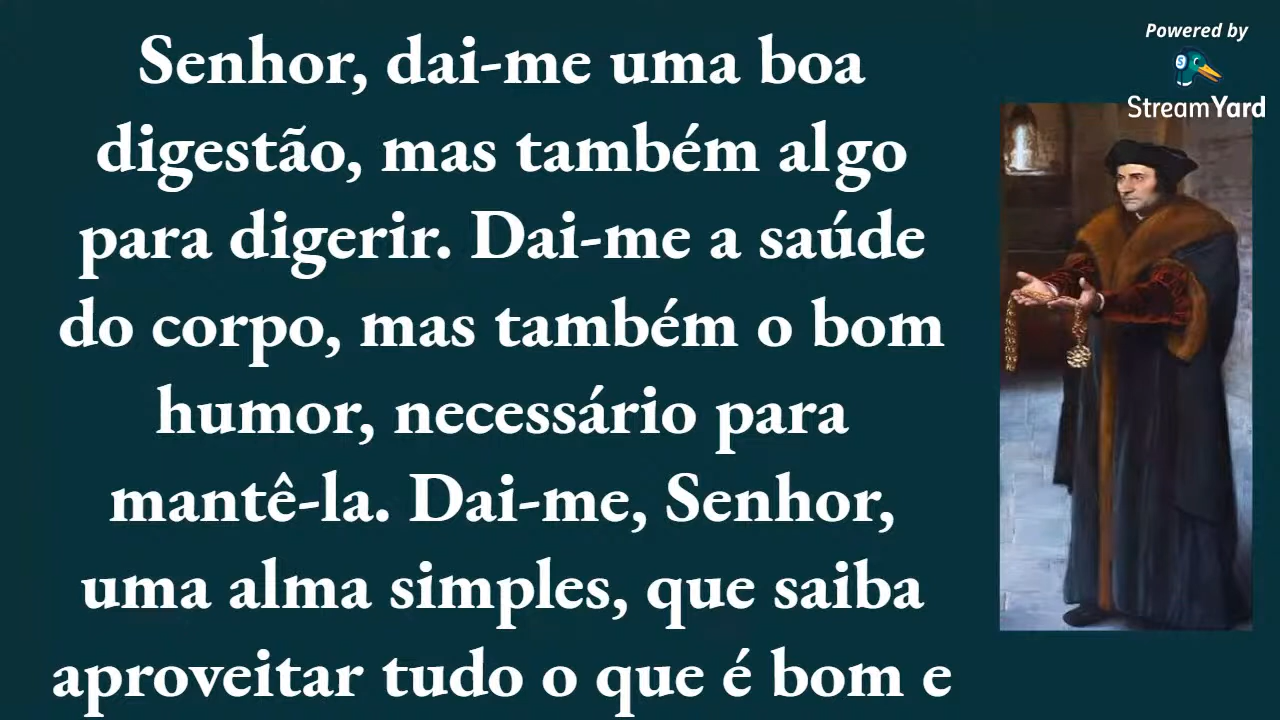 Senhor, dai-me uma boa
digestão, mas também algo
para digerir. Dai-me a saúde
do corpo, mas também o bom
humor, necessário para
mantê-la. Dai-me, Senhor,
uma alma simples, que saiba
aproveitar tudo o que é bom e
Powered by
S
StreamYard